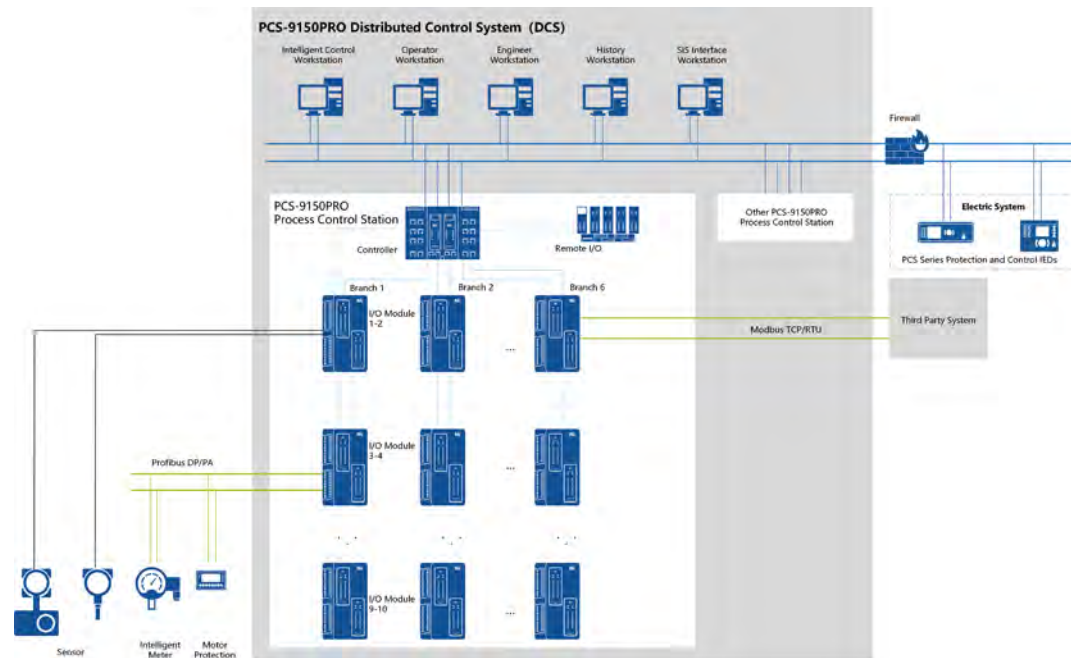 PCS-9150PRO Distributed Control System (DCS)
Intelligent Control
Workstation
Operator
Workstation
Engineer
Workstation
History
Workstation
SIS Interface
Workstation
Firewall
PCS-9150PRO
Process Control Station
Controller
Remote I/O
Other PCS-9150PRO
Process Control Station
Electric System
PCS Series Protection and Control IEDs
Branch 1
Branch 2
Branch 6
I/O Module
1-2
...
Modbus TCP/RTU
Third Party System
I/O Module
3-4
...
Profibus DP/PA
I/O Module
9-10
...
Sensor
Intelligent
Meter
Motor
Protection